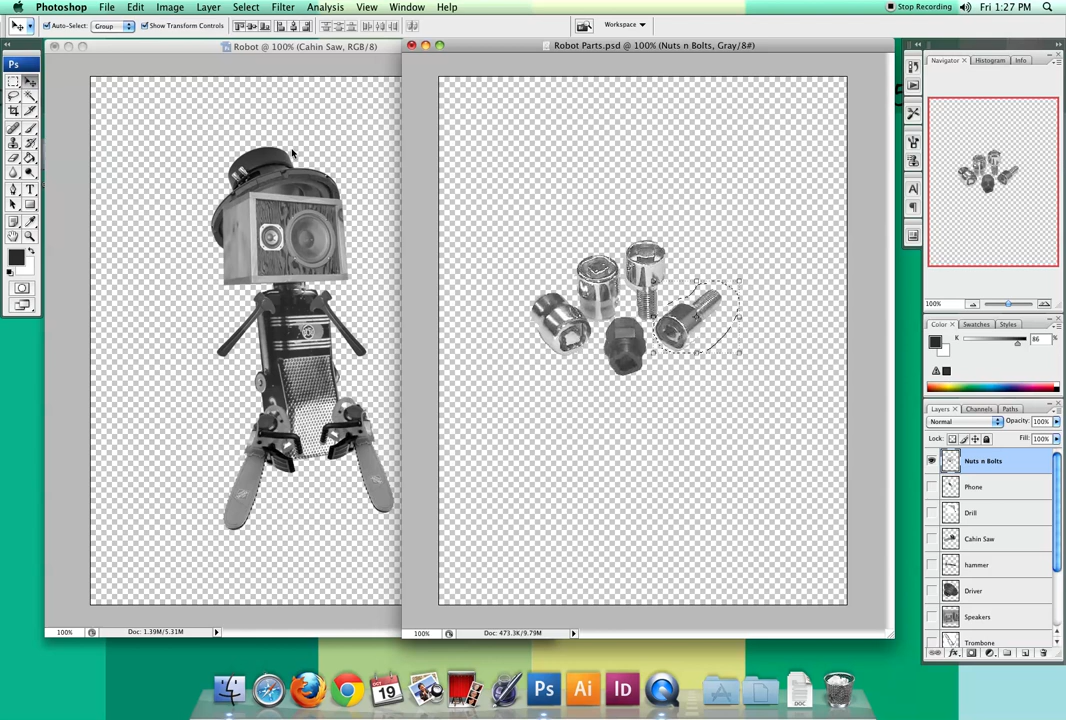 Photoshop File Edit Image Layer Select Filter Analysis View Window Help
Stop Recording Fri 1:27 PM
Auto-Select: Group Show Transform Controls
Workspace
Robot @ 100% (Cahin Saw, RGB/8)
Robot Parts.psd @ 100% (Nuts n Bolts, Gray/8#)
Navigator Histogram Info
Ps
T
A
100%
Color Swatches Styles
K 86 %
Layers Channels Paths
Normal Opacity: 100%
Lock: Fill: 100%
Nuts n Bolts
Phone
Drill
Cahin Saw
hammer
Driver
Speakers
Trombone
100% Doc: 1.39M/5.31M
100% Doc: 473.3K/9.79M
OCT
19
Ps
Ai
Id
DOC